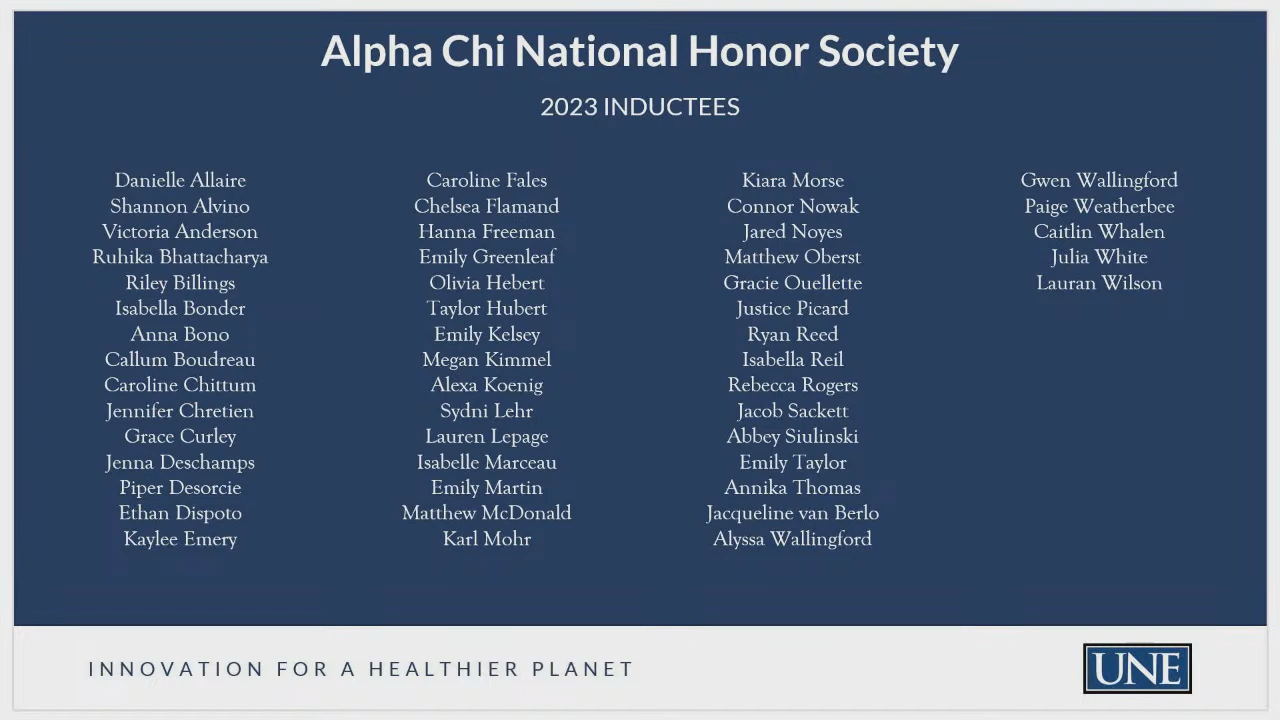 Alpha Chi National Honor Society
2023 INDUCTEES
Danielle Allaire
Shannon Alvino
Victoria Anderson
Ruhika Bhattacharya
Riley Billings
Isabella Bonder
Anna Bono
Callum Boudreau
Caroline Chittum
Jennifer Chretien
Grace Curley
Jenna Deschamps
Piper Desorcie
Ethan Dispoto
Kaylee Emery
Caroline Fales
Chelsea Flamand
Hanna Freeman
Emily Greenleaf
Olivia Hebert
Taylor Hubert
Emily Kelsey
Megan Kimmel
Alexa Koenig
Sydni Lehr
Lauren Lepage
Isabelle Marceau
Emily Martin
Matthew McDonald
Karl Mohr
Kiara Morse
Connor Nowak
Jared Noyes
Matthew Oberst
Gracie Ouellette
Justice Picard
Ryan Reed
Isabella Reil
Rebecca Rogers
Jacob Sackett
Abbey Siulinski
Emily Taylor
Annika Thomas
Jacqueline van Berlo
Alyssa Wallingford
Gwen Wallingford
Paige Weatherbee
Caitlin Whalen
Julia White
Lauran Wilson
INNOVATION FOR A HEALTHIER PLANET
UNE